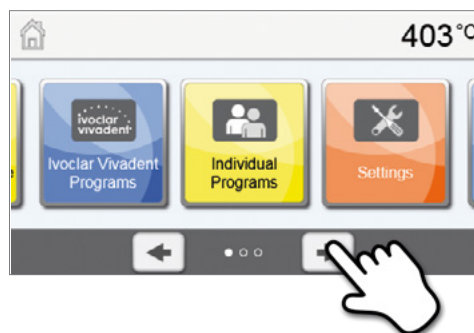 403°C
ivoclar
vivadent
Ivoclar Vivadent
Programs
Individual
Programs
Settings